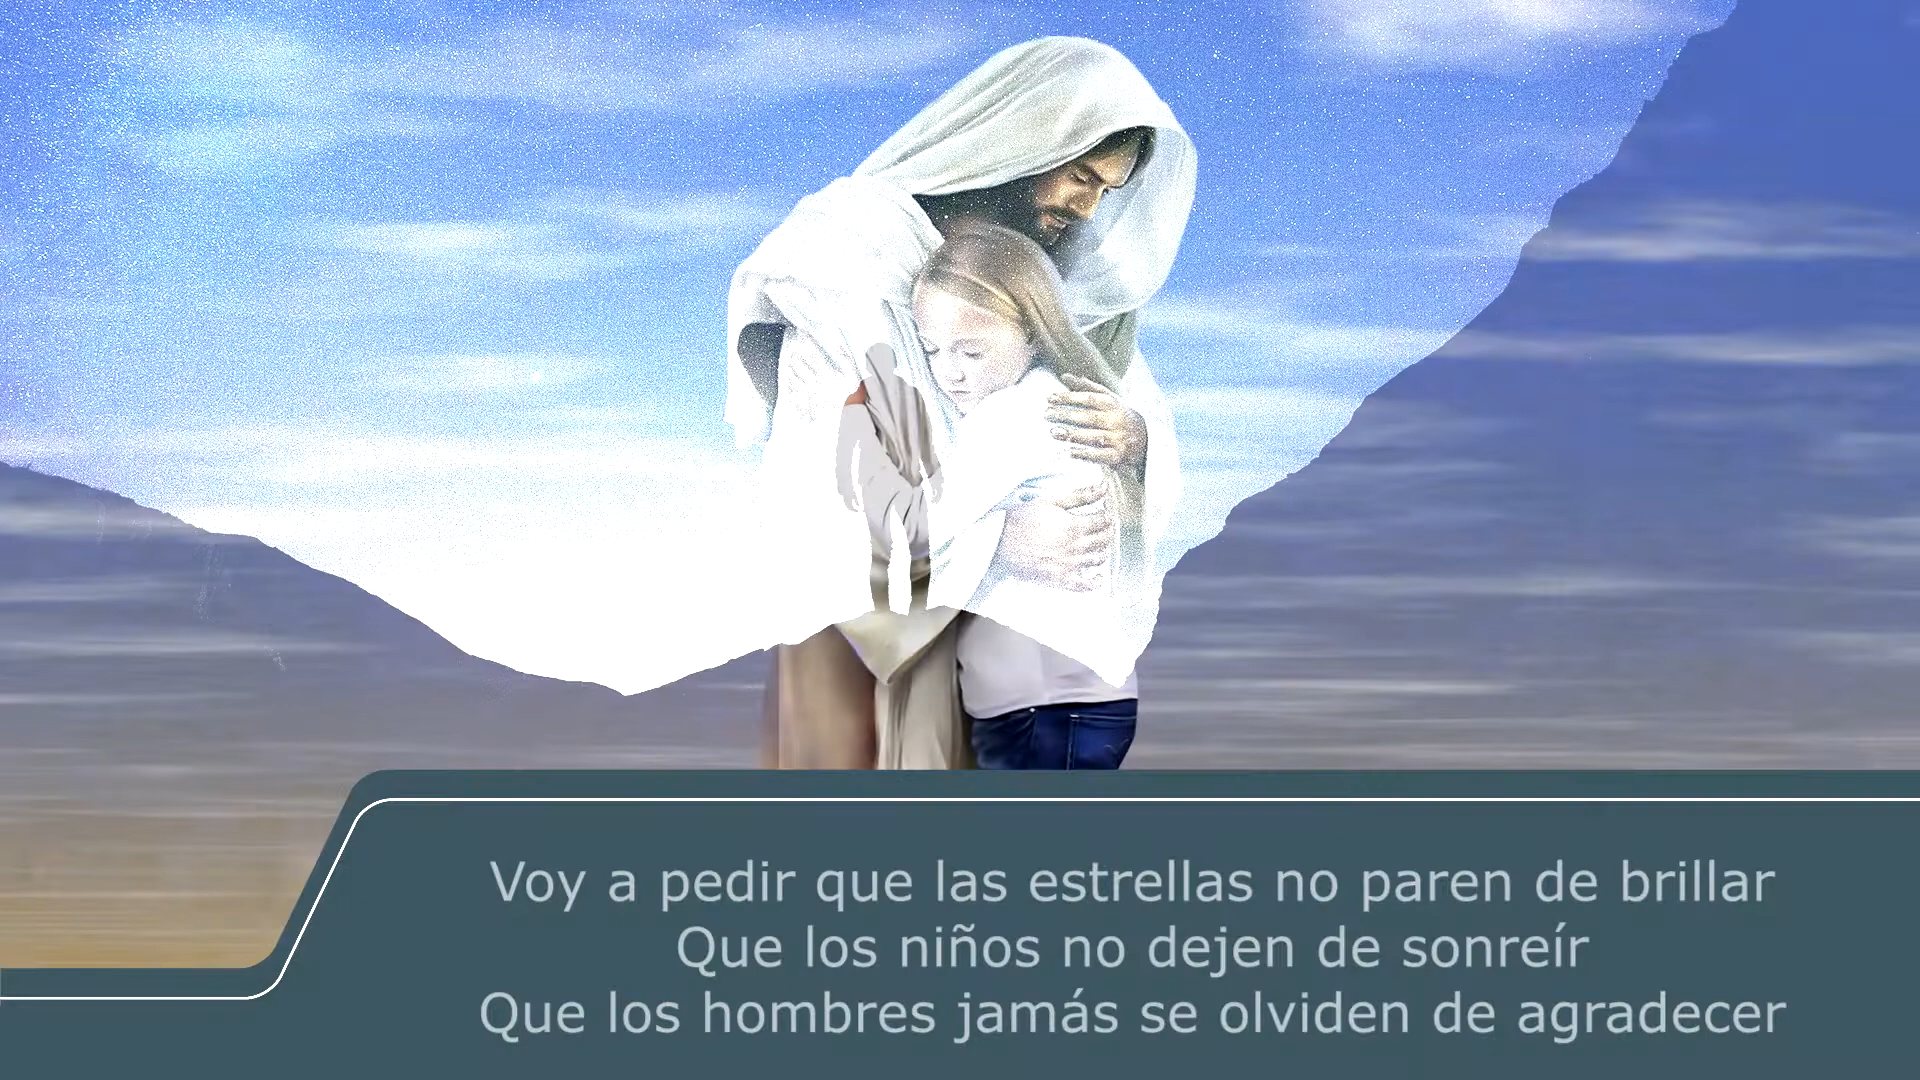 Voy a pedir que las estrellas no paren de brillar
Que los niños no dejen de sonreír
Que los hombres jamás se olviden de agradecer